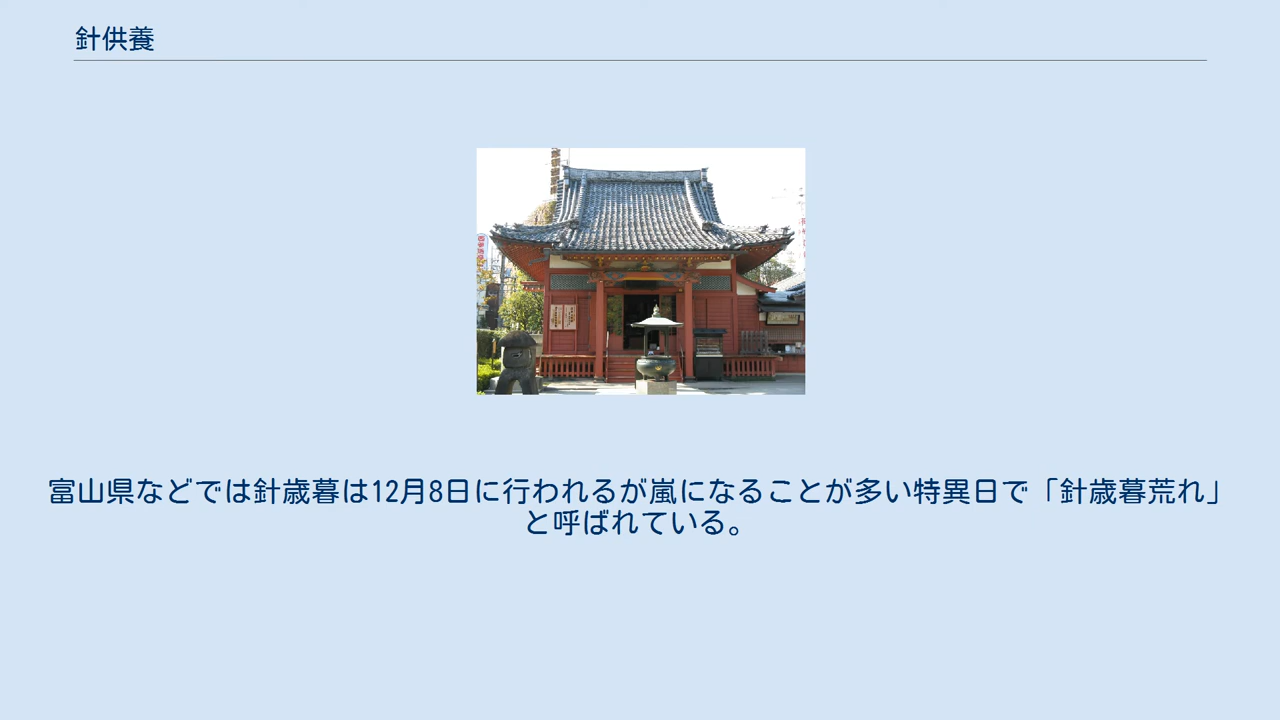 針供養
富山県などでは針歳暮は12月8日に行われるが嵐になることが多い特異日で「針歳暮荒れ」
と呼ばれている。